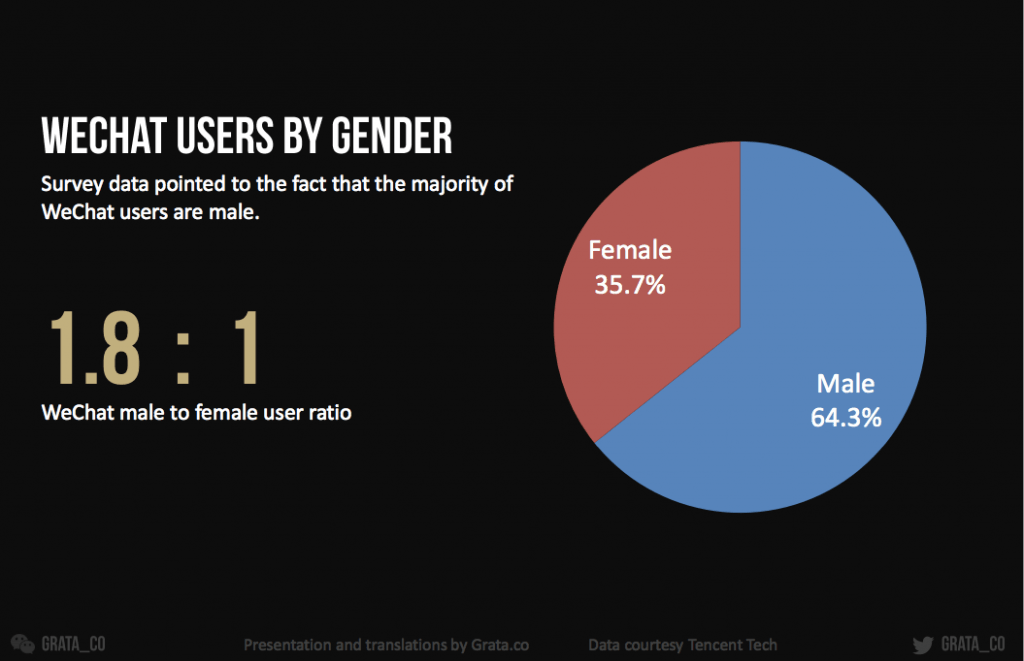 WECHAT USERS BY GENDER
Survey data pointed to the fact that the majority of
WeChat users are male.
1.8 : 1
WeChat male to female user ratio
Female
35.7%
Male
64.3%
GRATA_CO
Presentation and translations by Grata.co
Data courtesy Tencent Tech
GRATA_CO